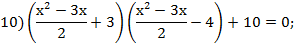 10) ((x² − 3x)/2 + 3) ((x² − 3x)/2 − 4) + 10 = 0;